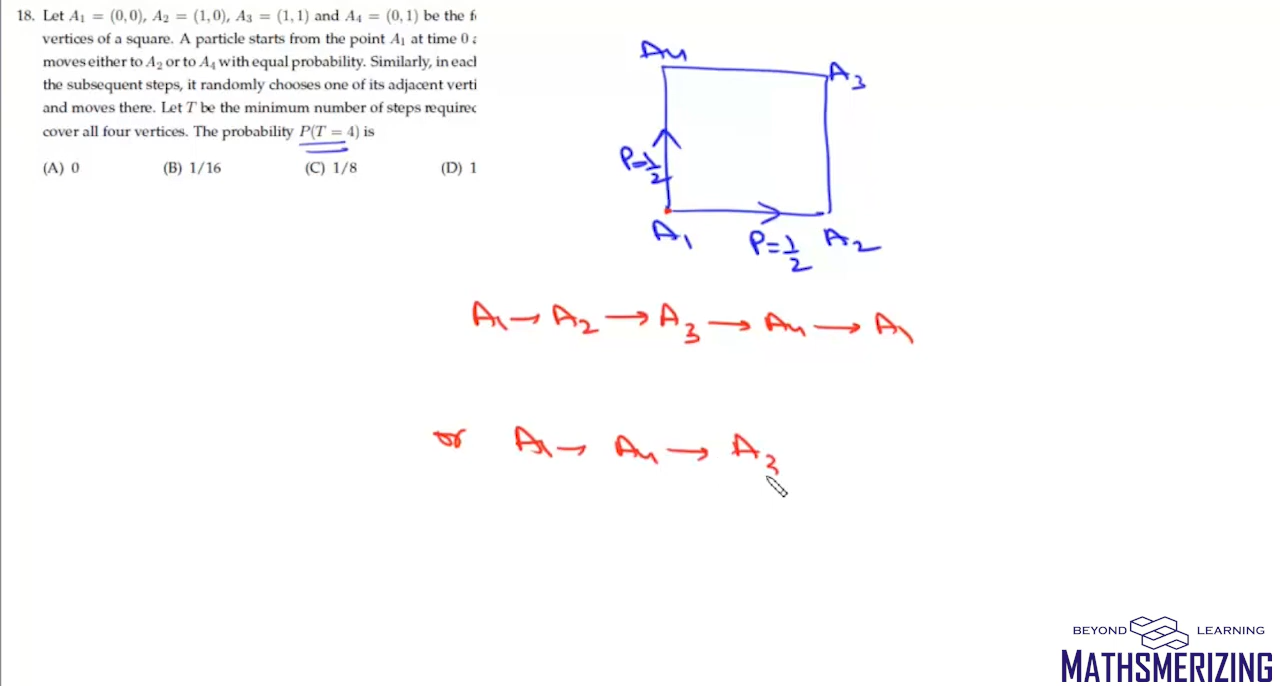 18. Let A₁ = (0,0), A₂ = (1,0), A₃ = (1,1) and A₄ = (0,1) be the
vertices of a square. A particle starts from the point A₁ at time 0
moves either to A₂ or to A₄ with equal probability. Similarly, in
the subsequent steps, it randomly chooses one of its adjacent
and moves there. Let T be the minimum number of steps
cover all four vertices. The probability P(T = 4) is
(A) 0 (B) 1/16 (C) 1/8 (D) 1
A4 A3
P=1/2
A1 P=1/2 A2
A1 → A2 → A3 → A4 → A1
or A1 → A4 → A3
BEYOND LEARNING
MATHSMERIZING